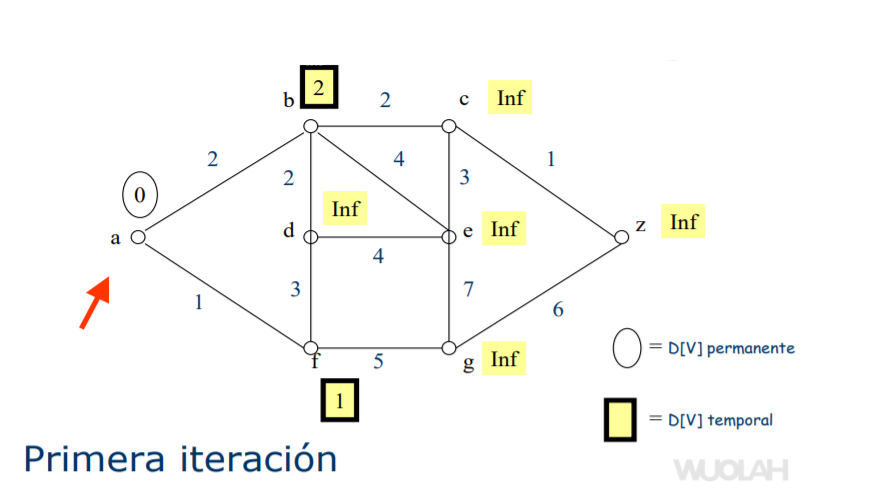 2
b
2
c
Inf
2
4
1
0
2
3
Inf
a
d
e
Inf
z
Inf
4
1
3
7
6
f
5
g
Inf
= D[V] permanente
1
= D[V] temporal
Primera iteración
WUOLAH